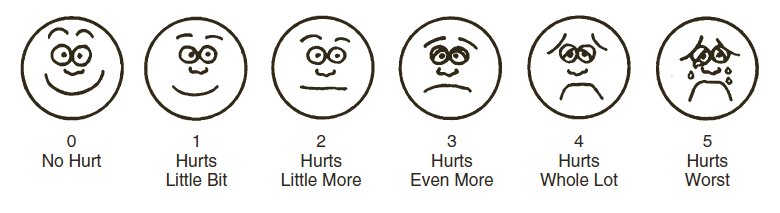 0
No Hurt
1
Hurts
Little Bit
2
Hurts
Little More
3
Hurts
Even More
4
Hurts
Whole Lot
5
Hurts
Worst